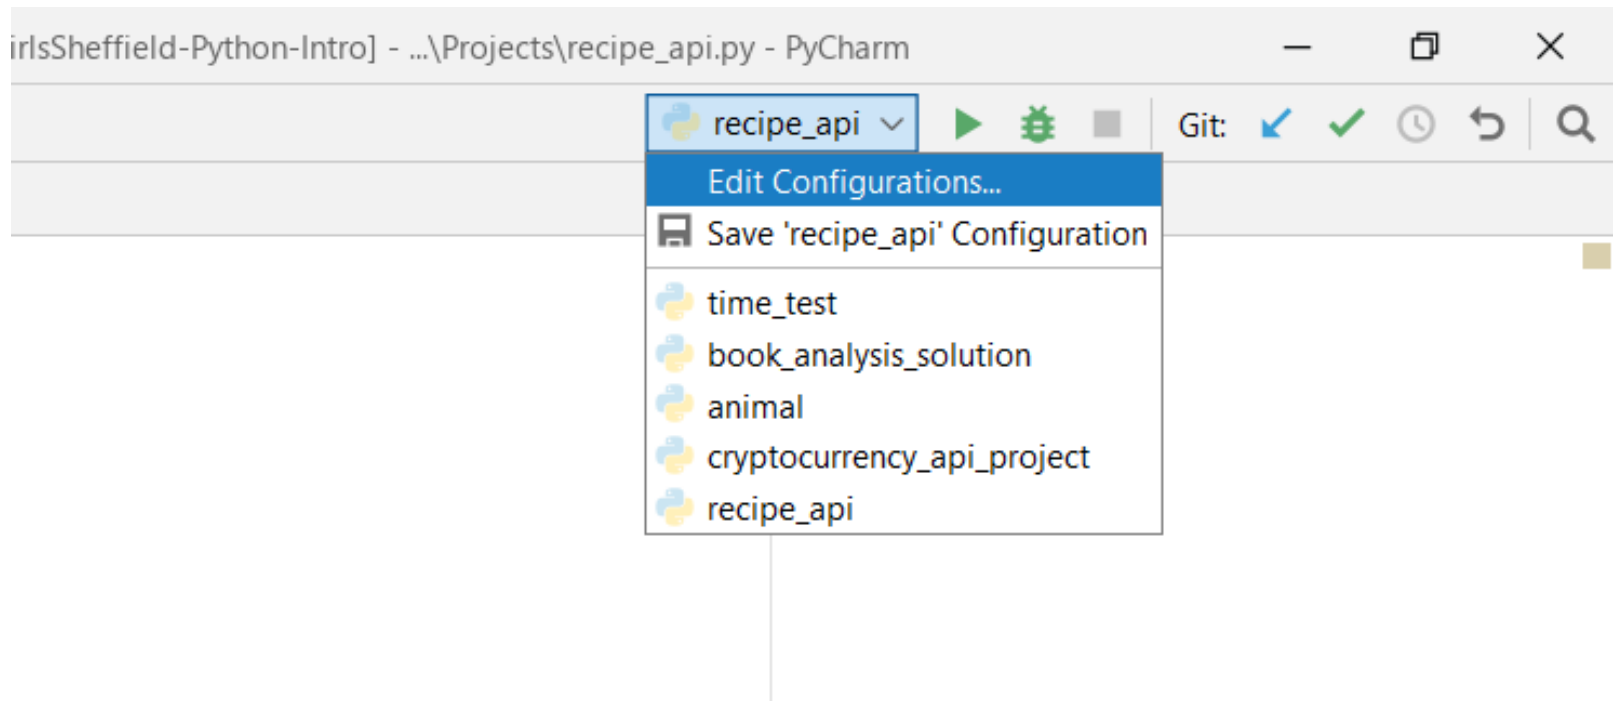 irlsSheffield-Python-Intro] - ...\Projects\recipe_api.py - PyCharm
recipe_api
Git:
Edit Configurations...
Save 'recipe_api' Configuration
time_test
book_analysis_solution
animal
cryptocurrency_api_project
recipe_api